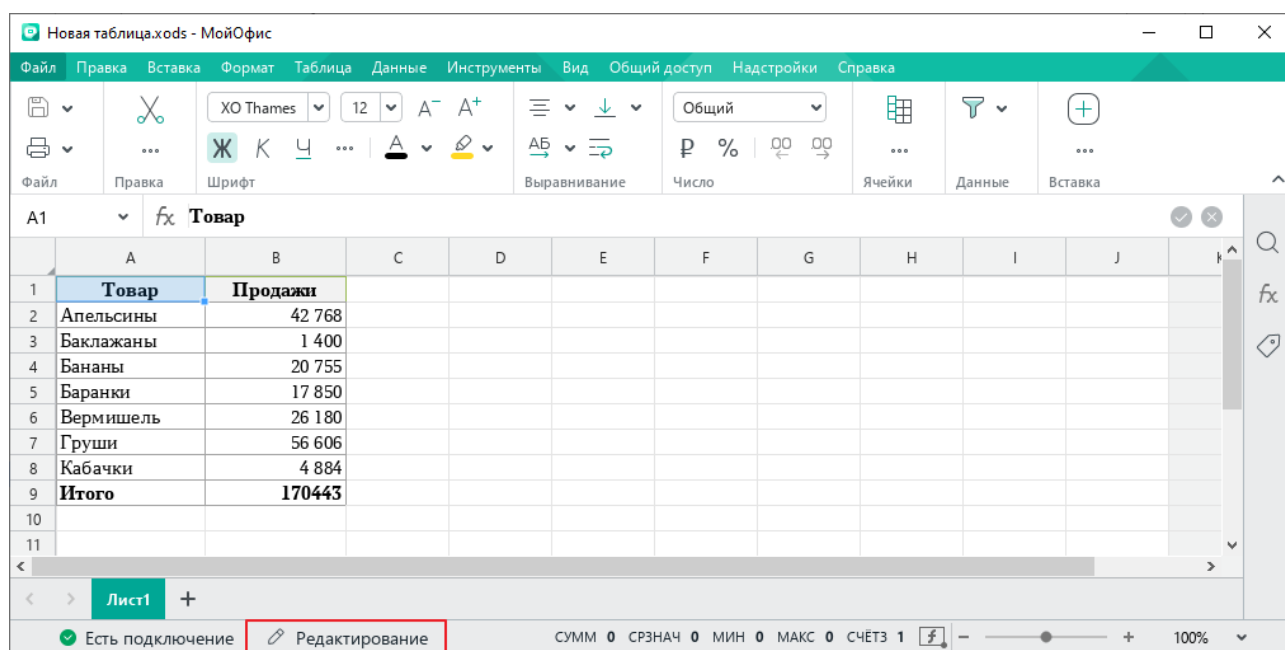 Новая таблица.xods - МойОфис
Файл Правка Вставка Формат Таблица Данные Инструменты Вид Общий доступ Надстройки Справка
XO Thames 12 A⁻ A⁺ Общий
Ж К Ч A АБ ₽ % ,00 ,00
Файл Правка Шрифт Выравнивание Число Ячейки Данные Вставка
A1 fx Товар
A B C D E F G H I J K
1 Товар Продажи
2 Апельсины 42 768
3 Баклажаны 1 400
4 Бананы 20 755
5 Баранки 17 850
6 Вермишель 26 180
7 Груши 56 606
8 Кабачки 4 884
9 Итого 170443
10
11
Лист1 +
Есть подключение Редактирование СУММ 0 СРЗНАЧ 0 МИН 0 МАКС 0 СЧЁТЗ 1 f − + 100%